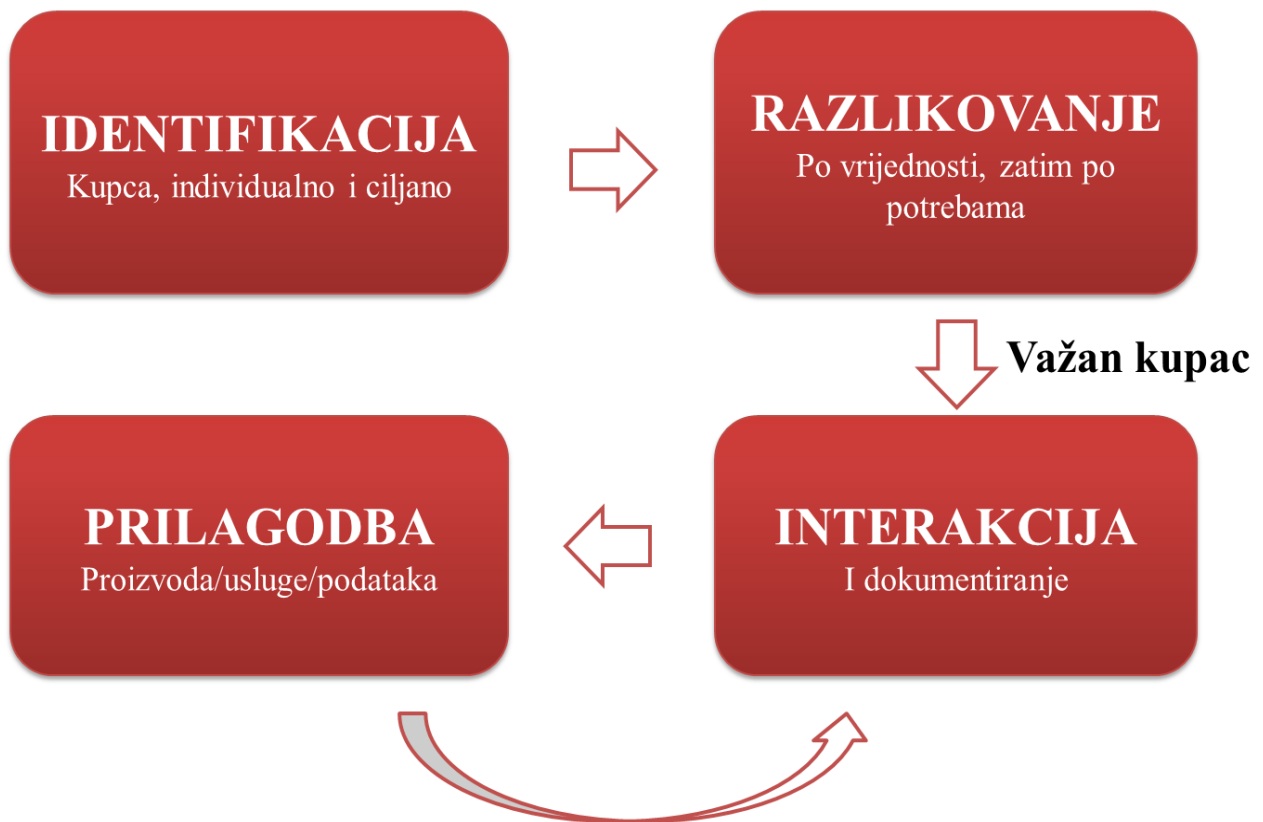 IDENTIFIKACIJA
Kupca, individualno i ciljano
RAZLIKOVANJE
Po vrijednosti, zatim po
potrebama
Važan kupac
PRILAGODBA
Proizvoda/usluge/podataka
INTERAKCIJA
I dokumentiranje